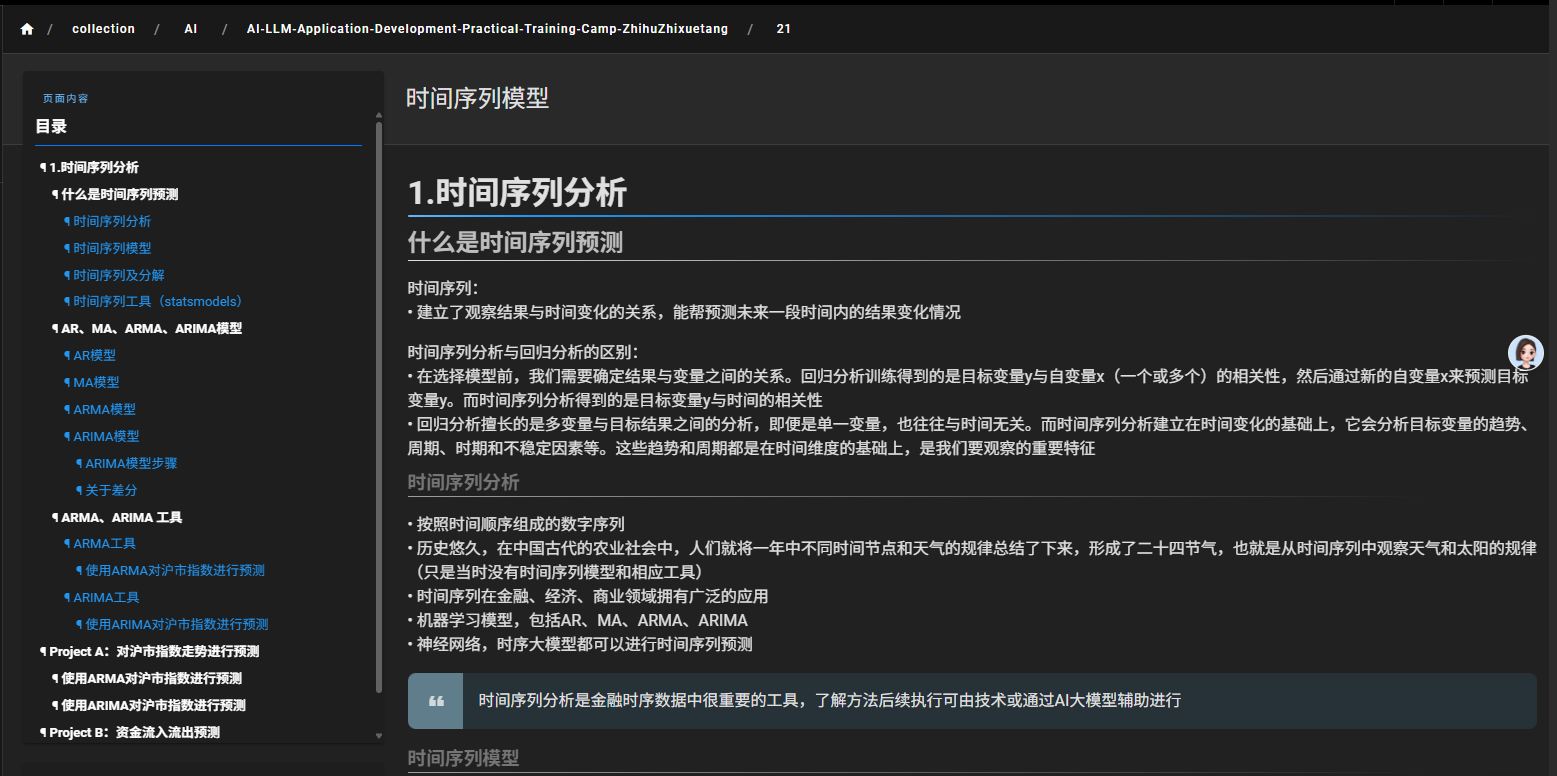 / collection / AI / AI-LLM-Application-Development-Practical-Training-Camp-ZhihuZhixuetang / 21
页面内容
目录
¶ 1.时间序列分析
¶ 什么是时间序列预测
¶ 时间序列分析
¶ 时间序列模型
¶ 时间序列及分解
¶ 时间序列工具（statsmodels）
¶ AR、MA、ARMA、ARIMA模型
¶ AR模型
¶ MA模型
¶ ARMA模型
¶ ARIMA模型
¶ ARIMA模型步骤
¶ 关于差分
¶ ARMA、ARIMA 工具
¶ ARMA工具
¶ 使用ARMA对沪市指数进行预测
¶ ARIMA工具
¶ 使用ARIMA对沪市指数进行预测
¶ Project A：对沪市指数走势进行预测
¶ 使用ARMA对沪市指数进行预测
¶ 使用ARIMA对沪市指数进行预测
¶ Project B：资金流入流出预测
时间序列模型
1.时间序列分析
什么是时间序列预测
时间序列：
• 建立了观察结果与时间变化的关系，能帮预测未来一段时间内的结果变化情况
时间序列分析与回归分析的区别：
• 在选择模型前，我们需要确定结果与变量之间的关系。回归分析训练得到的是目标变量y与自变量x（一个或多个）的相关性，然后通过新的自变量x来预测目标
变量y。而时间序列分析得到的是目标变量y与时间的相关性
• 回归分析擅长的是多变量与目标结果之间的分析，即便是单一变量，也往往与时间无关。而时间序列分析建立在时间变化的基础上，它会分析目标变量的趋势、
周期、时期和不稳定因素等。这些趋势和周期都是在时间维度的基础上，是我们要观察的重要特征
时间序列分析
• 按照时间顺序组成的数字序列
• 历史悠久，在中国古代的农业社会中，人们就将一年中不同时间节点和天气的规律总结了下来，形成了二十四节气，也就是从时间序列中观察天气和太阳的规律
（只是当时没有时间序列模型和相应工具）
• 时间序列在金融、经济、商业领域拥有广泛的应用
• 机器学习模型，包括AR、MA、ARMA、ARIMA
• 神经网络，时序大模型都可以进行时间序列预测
时间序列分析是金融时序数据中很重要的工具，了解方法后续执行可由技术或通过AI大模型辅助进行
时间序列模型